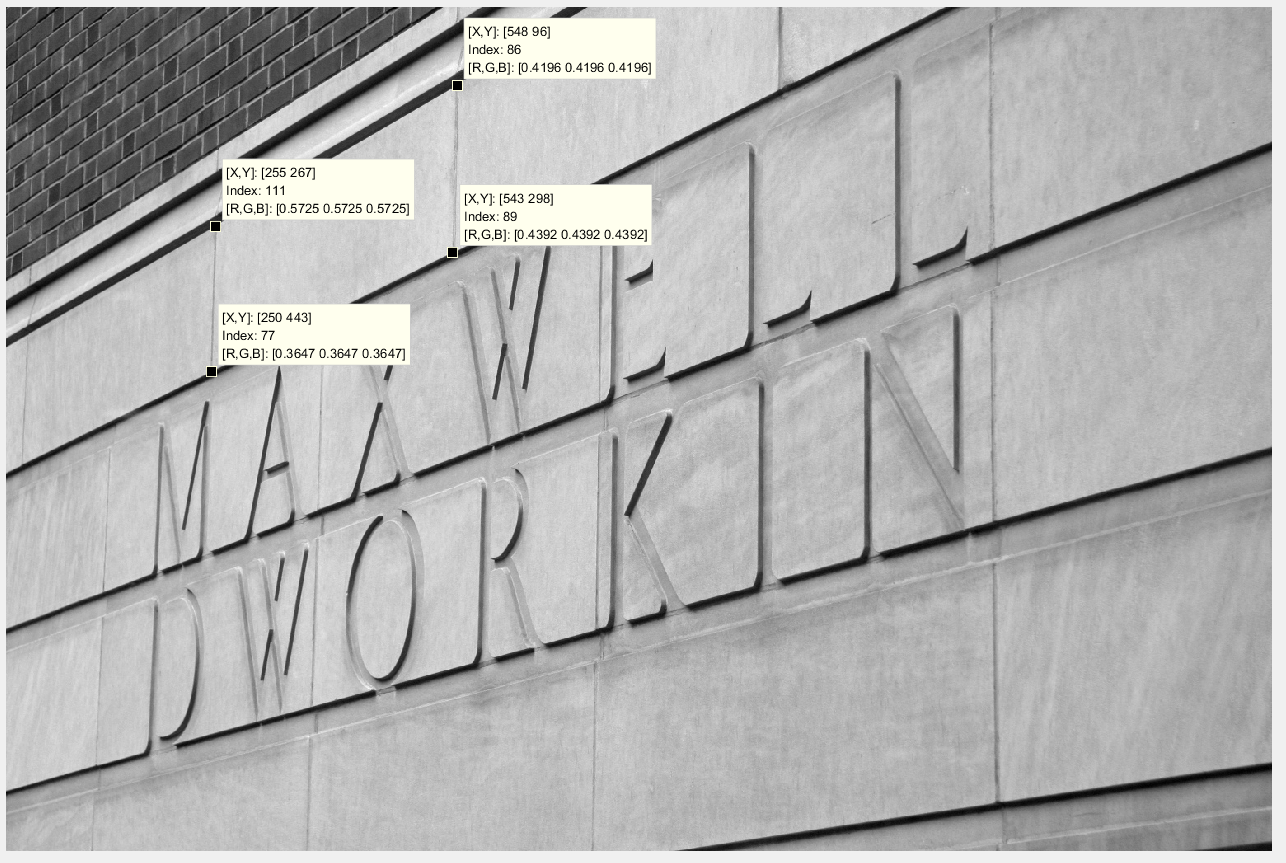 [X,Y]: [548 96]
Index: 86
[R,G,B]: [0.4196 0.4196 0.4196]
[X,Y]: [255 267]
Index: 111
[R,G,B]: [0.5725 0.5725 0.5725]
[X,Y]: [543 298]
Index: 89
[R,G,B]: [0.4392 0.4392 0.4392]
[X,Y]: [250 443]
Index: 77
[R,G,B]: [0.3647 0.3647 0.3647]
MAXWELL
DWORKIN